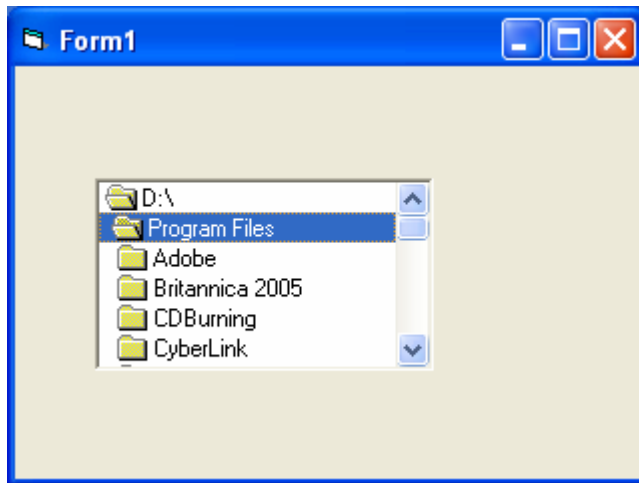 Form1
D:\
Program Files
Adobe
Britannica 2005
CDBurning
CyberLink